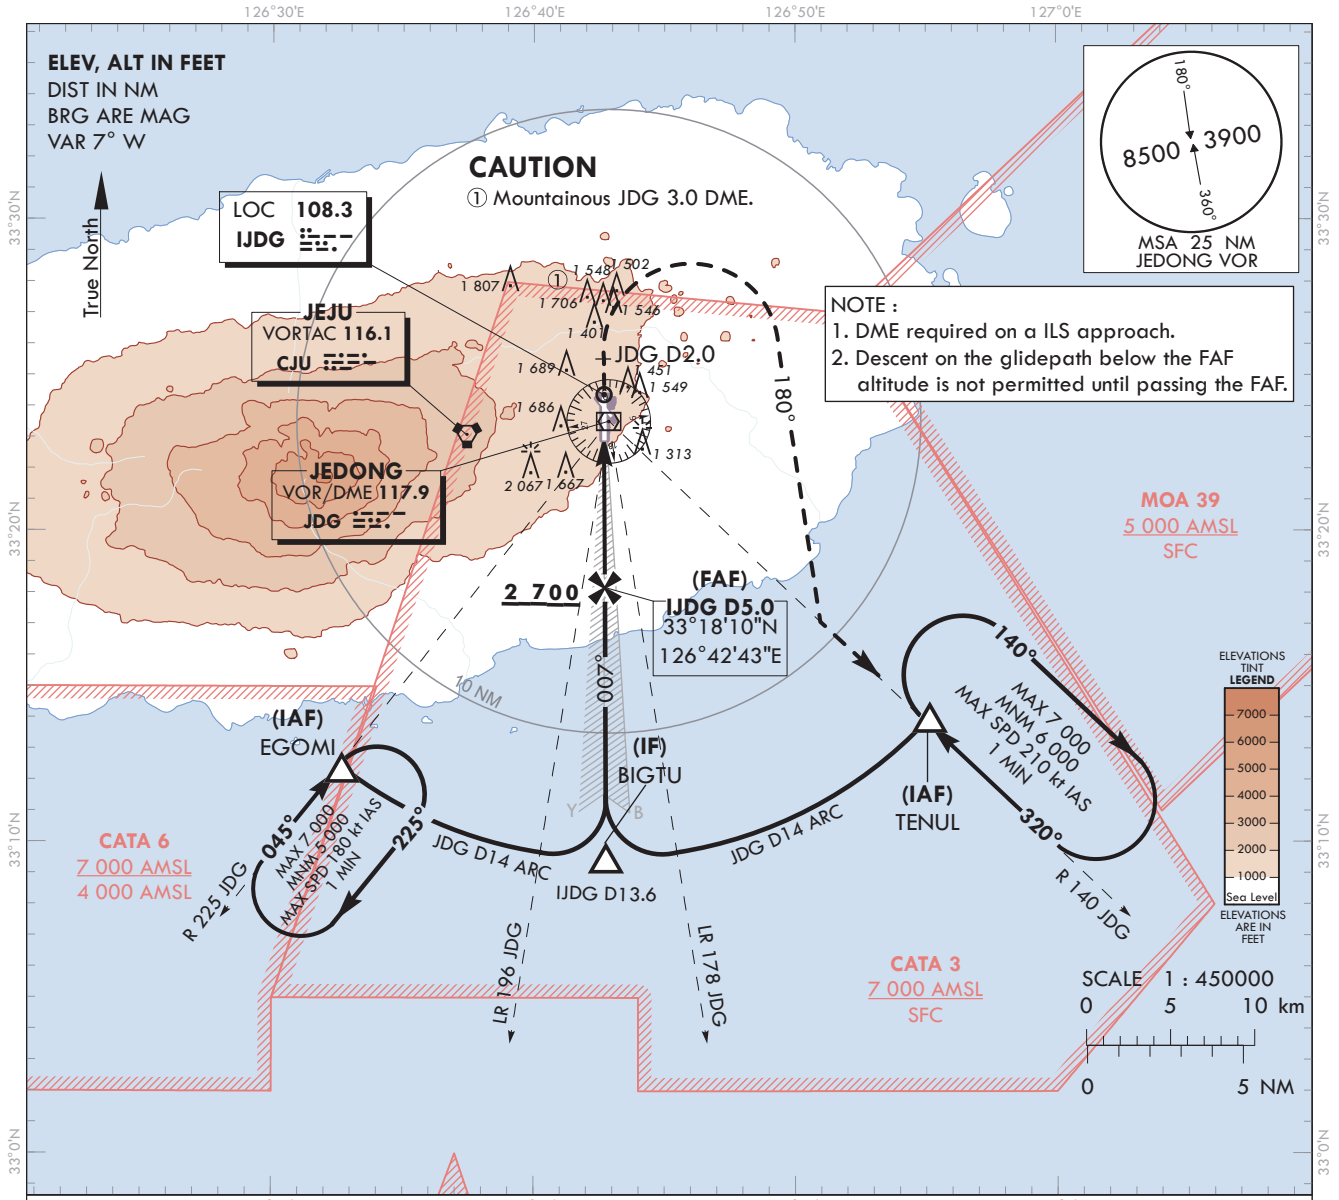 126°30'E
126°40'E
126°50'E
127°0'E
ELEV, ALT IN FEET
DIST IN NM
BRG ARE MAG
VAR 7° W
True North
33°30'N
33°20'N
33°10'N
33°0'N
33°30'N
33°20'N
33°10'N
33°0'N
CAUTION
① Mountainous JDG 3.0 DME.
180°
8500
3900
360°
MSA 25 NM
JEDONG VOR
LOC 108.3
IJDG
JEJU
VORTAC 116.1
CJU
JEDONG
VOR/DME 117.9
JDG
NOTE :
1. DME required on a ILS approach.
2. Descent on the glidepath below the FAF
altitude is not permitted until passing the FAF.
1 807
①
1 548
1 502
1 706
1 546
1 401
JDG D2.0
1 689
451
1 549
1 686
1 313
2 067
1 667
180°
MOA 39
5 000 AMSL
SFC
2 700
(FAF)
IJDG D5.0
33°18'10"N
126°42'43"E
007°
10 NM
(IAF)
EGOMI
045°
MAX 7 000
MNM 5 000
MAX SPD 180 kt IAS
1 MIN
225°
R 225 JDG
JDG D14 ARC
(IF)
BIGTU
Y
B
IJDG D13.6
JDG D14 ARC
(IAF)
TENUL
140°
MAX 7 000
MNM 6 000
MAX SPD 210 kt IAS
1 MIN
320°
R 140 JDG
LR 196 JDG
LR 178 JDG
CATA 6
7 000 AMSL
4 000 AMSL
CATA 3
7 000 AMSL
SFC
ELEVATIONS
TINT
LEGEND
7000
6000
5000
4000
3000
2000
1000
Sea Level
ELEVATIONS
ARE IN
FEET
SCALE 1 : 450000
0 5 10 km
0 5 NM